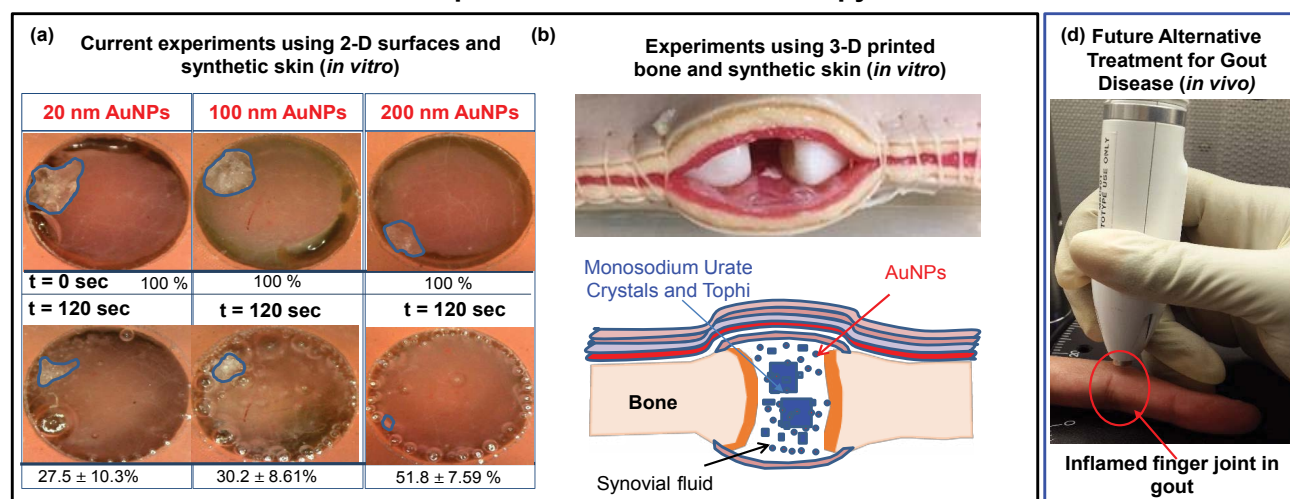 (a) Current experiments using 2-D surfaces and
synthetic skin (in vitro)
20 nm AuNPs
100 nm AuNPs
200 nm AuNPs
t = 0 sec 100 %
100 %
100 %
t = 120 sec
t = 120 sec
t = 120 sec
27.5 ± 10.3%
30.2 ± 8.61%
51.8 ± 7.59 %
(b) Experiments using 3-D printed
bone and synthetic skin (in vitro)
Monosodium Urate
Crystals and Tophi
AuNPs
Bone
Synovial fluid
(d) Future Alternative
Treatment for Gout
Disease (in vivo)
TOTYPE USE ONLY
Inflamed finger joint in
gout